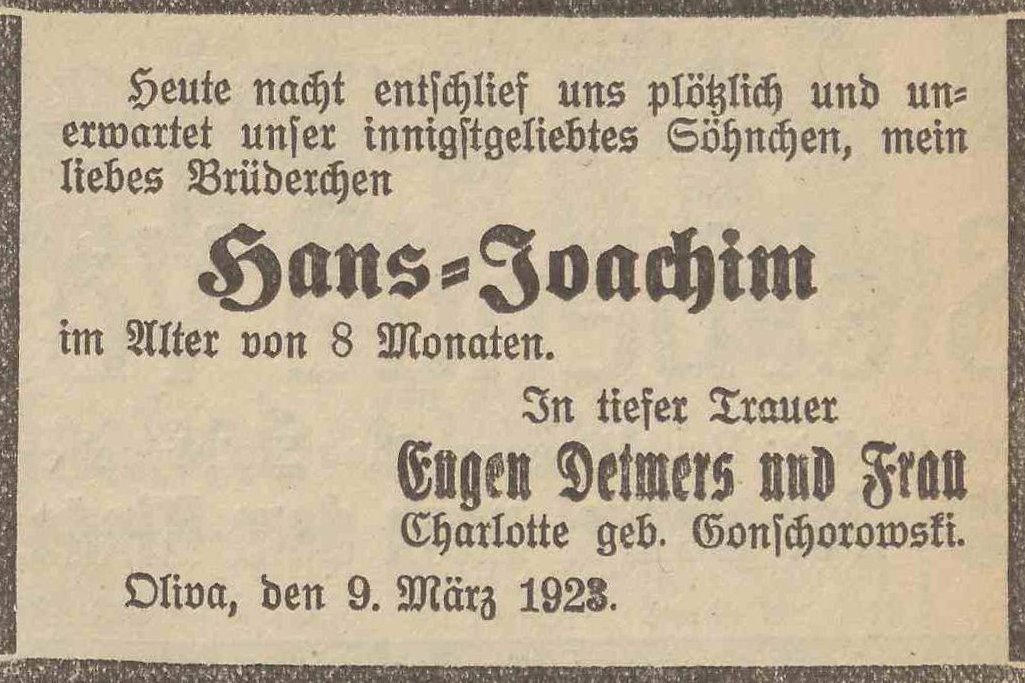 Heute nacht entschlief uns plötzlich und un-
erwartet unser innigstgeliebtes Söhnchen, mein
liebes Brüderchen
Hans-Joachim
im Alter von 8 Monaten.
In tiefer Trauer
Eugen Detmers und Frau
Charlotte geb. Gonschorowski.
Oliva, den 9. März 1923.